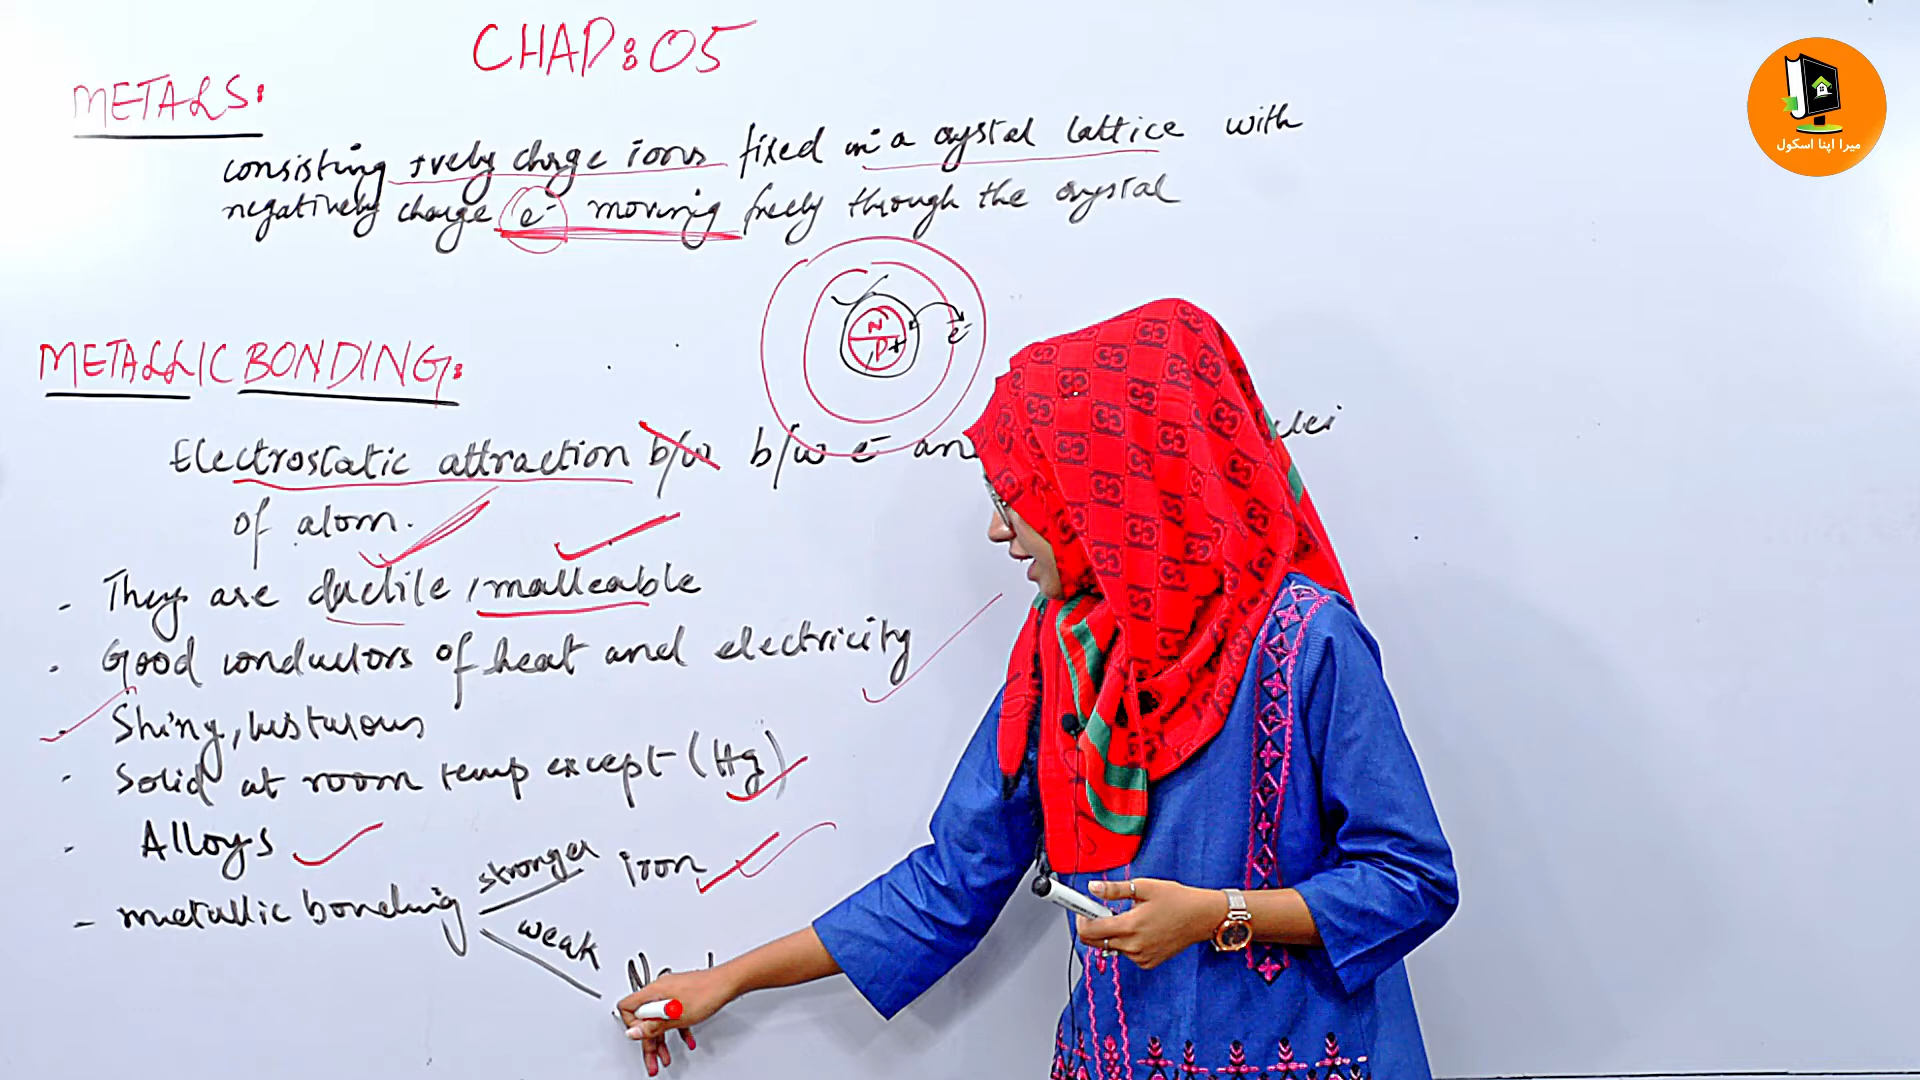 CHAP:05
METALS:
consisting +vely charge ions fixed in a crystal lattice with
negatively charge e- moving freely through the crystal
N
P+
e-
METALLIC BONDING:
Electrostatic attraction b/w b/w e- and
of atom.
- They are ductile, malleable
. Good conductors of heat and electricity
. Shiny, lusturous
. Solid at room temp except (Hg)
. Alloys
- metallic bonding
stronger iron
weak
میرا اپنا اسکول